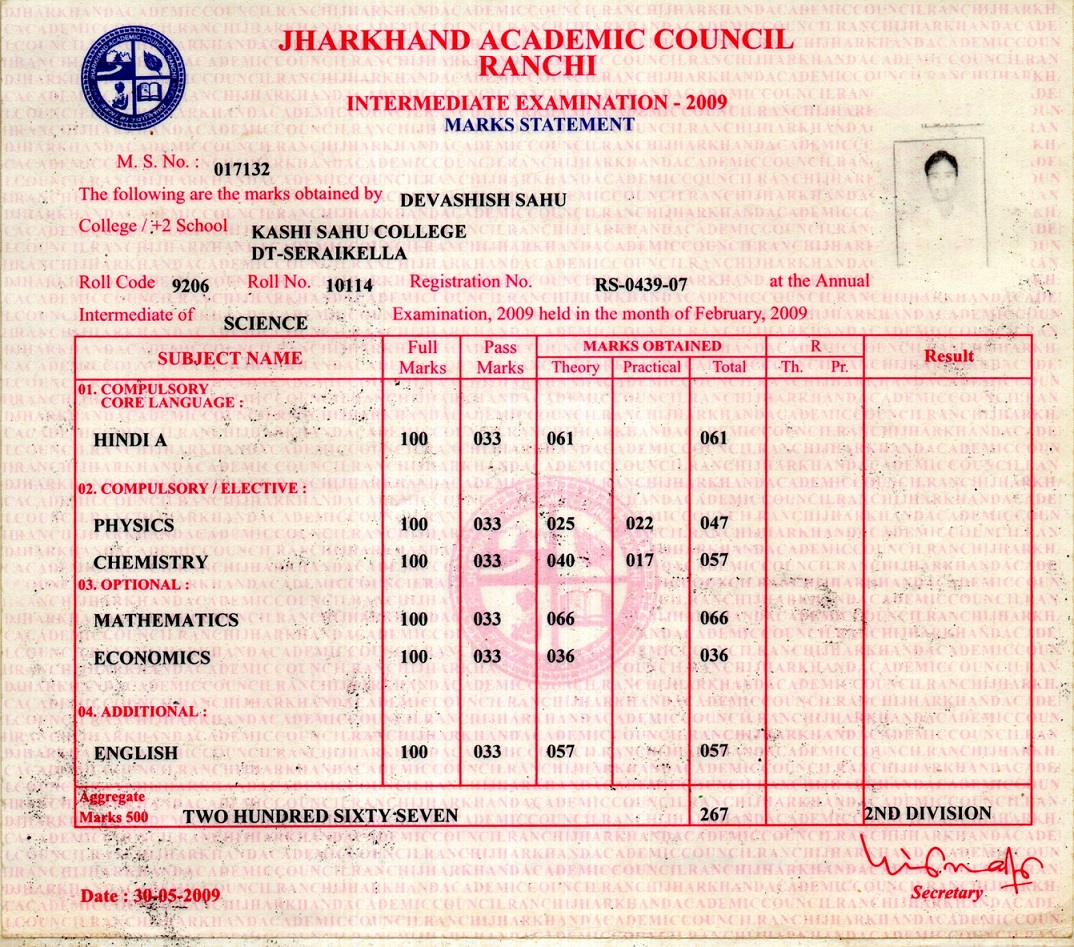 JHARKHAND ACADEMIC COUNCIL
RANCHI
INTERMEDIATE EXAMINATION - 2009
MARKS STATEMENT
M. S. No. : 017132
The following are the marks obtained by DEVASHISH SAHU
College / +2 School KASHI SAHU COLLEGE
DT-SERAIKELLA
Roll Code 9206 Roll No. 10114 Registration No. RS-0439-07 at the Annual
Intermediate of SCIENCE Examination, 2009 held in the month of February, 2009
SUBJECT NAME Full Marks Pass Marks MARKS OBTAINED R Result
Theory Practical Total Th. Pr.
01. COMPULSORY
CORE LANGUAGE :
HINDI A 100 033 061 061
02. COMPULSORY / ELECTIVE :
PHYSICS 100 033 025 022 047
CHEMISTRY 100 033 040 017 057
03. OPTIONAL :
MATHEMATICS 100 033 066 066
ECONOMICS 100 033 036 036
04. ADDITIONAL :
ENGLISH 100 033 057 057
Aggregate
Marks 500 TWO HUNDRED SIXTY SEVEN 267 2ND DIVISION
Date : 30-05-2009
Secretary